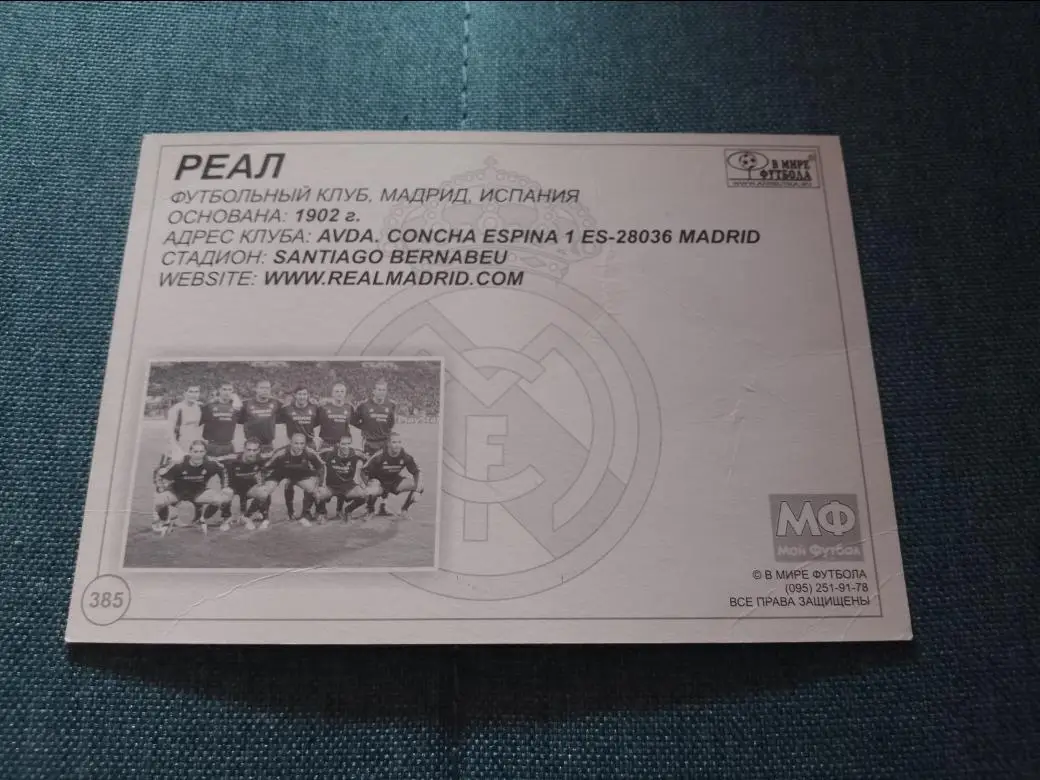 РЕАЛ
ФУТБОЛЬНЫЙ КЛУБ, МАДРИД, ИСПАНИЯ
ОСНОВАНА: 1902 г.
АДРЕС КЛУБА: AVDA. CONCHA ESPINA 1 ES-28036 MADRID
СТАДИОН: SANTIAGO BERNABEU
WEBSITE: WWW.REALMADRID.COM
В МИРЕ
ФУТБОЛА
МФ
Мой Футбол
© В МИРЕ ФУТБОЛА
(095) 251-91-78
ВСЕ ПРАВА ЗАЩИЩЕНЫ
385